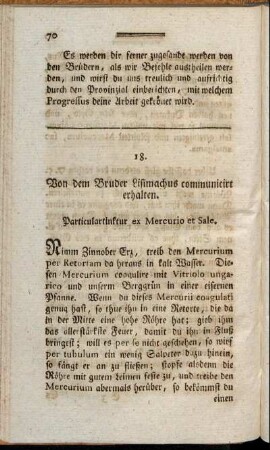 70
Es werden dir ferner zugesandt werden von
den Brüdern, als wir Befehle austheilen wer-
den, und wirst du uns treulich und aufrichtig
durch den Provinzial einberichten, mit welchem
Progressus deine Arbeit gekrönet wird.
18.
Von dem Bruder Lisimachus communicirt
erhalten.
Particulartinktur ex Mercurio et Sale.
Nimm Zinnober Erz, treib den Mercurium
per Retortam da heraus in kalt Wasser. Die-
sen Mercurium coagulire mit Vitriolo unga-
rico und unserm Berggrün in einer eisernen
Pfanne. Wenn du dieses Mercurii coagulati
genug hast, so thue ihn in eine Retorte, die da
in der Mitte eine hohe Röhre hat; gieb ihm
das allerstärkste Feuer, damit du ihn in Fluß
bringest; will es per se nicht geschehen, so wirf
per tubulum ein wenig Salpeter dazu hinein,
so fängt er an zu fliessen; stopfe alsdenn die
Röhre mit gutem Leimen feste zu, und treibe den
Mercurium abermals herüber, so bekömmst du
einen